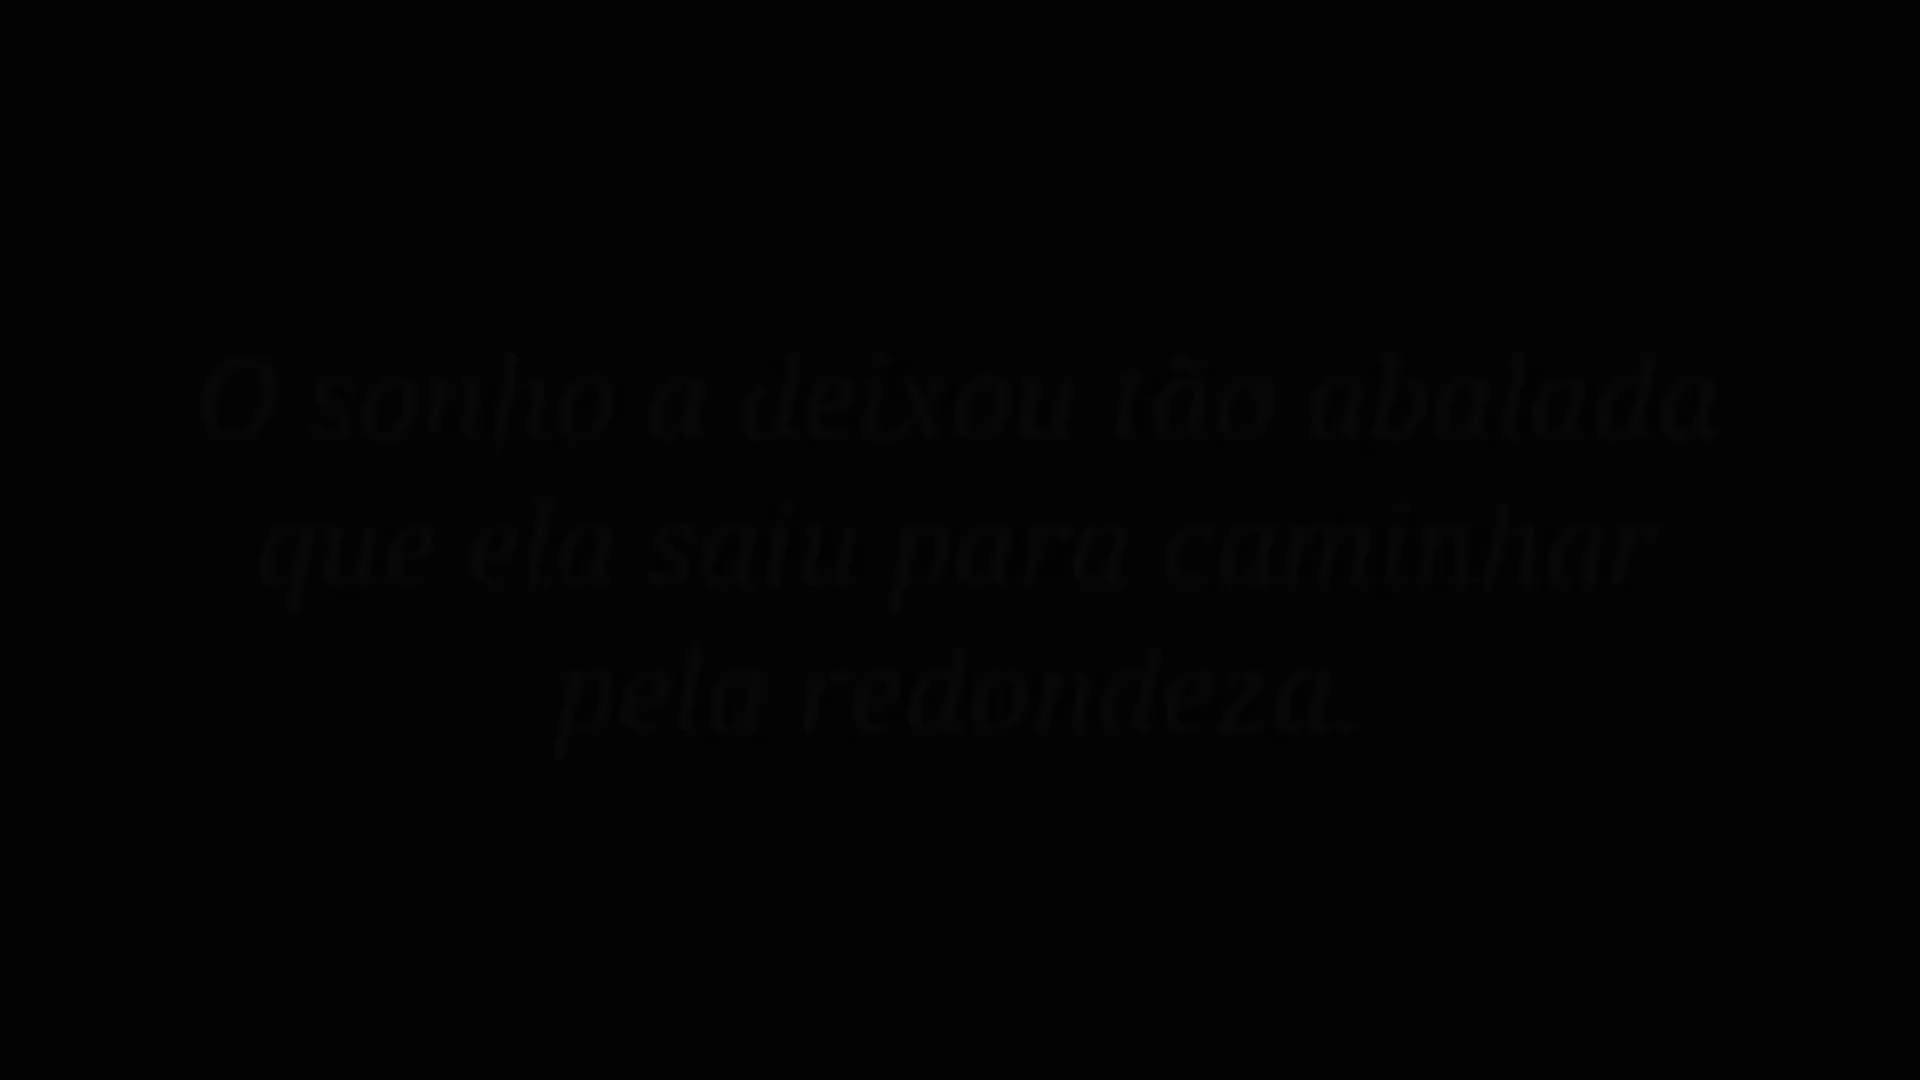 O sonho a deixou tão abalada
que ela saiu para caminhar
pela redondeza.